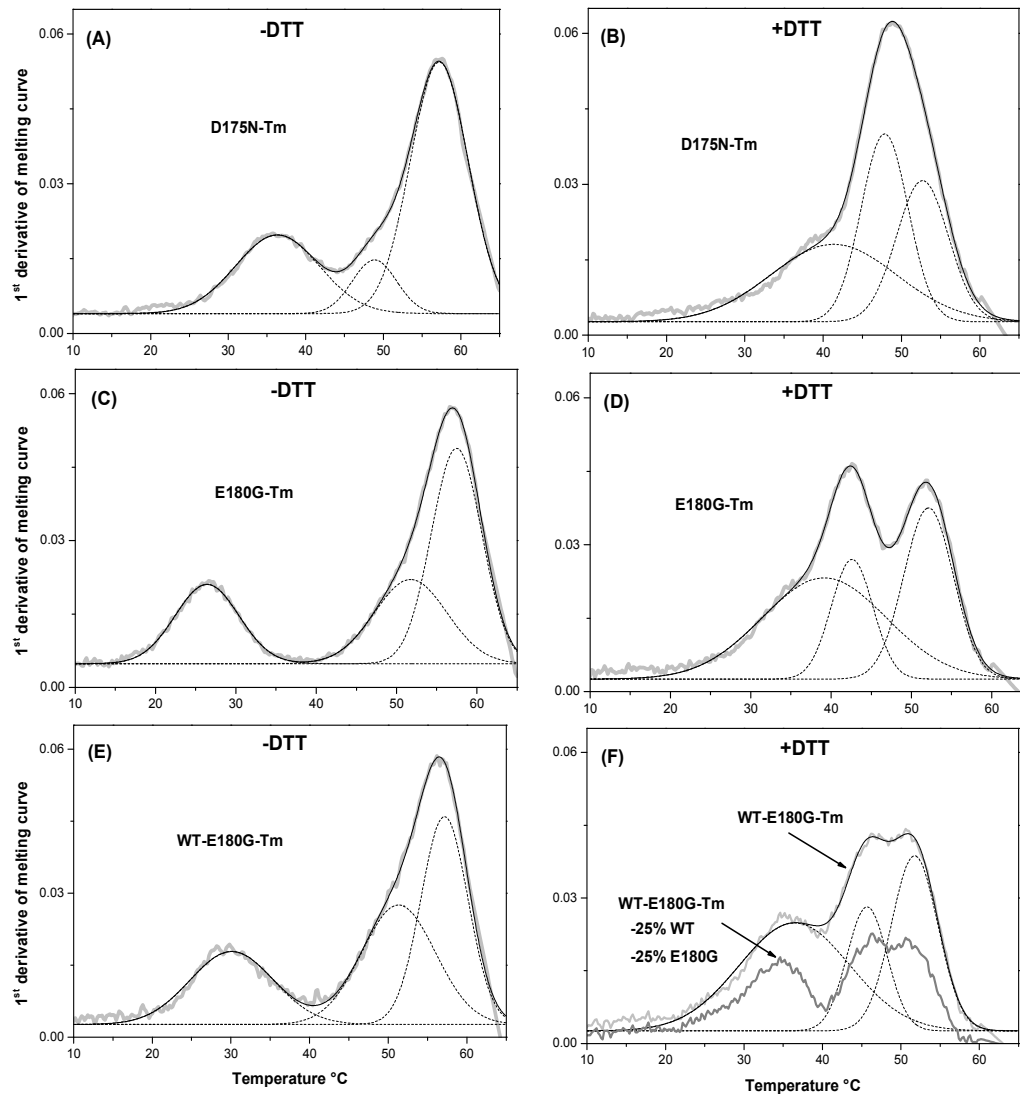 (A)
-DTT
D175N-Tm
0.06
0.03
0.00
10
20
30
40
50
60
1st derivative of melting curve
(B)
+DTT
D175N-Tm
0.06
0.03
0.00
10
20
30
40
50
60
(C)
-DTT
E180G-Tm
0.06
0.03
0.00
10
20
30
40
50
60
1st derivative of melting curve
(D)
+DTT
E180G-Tm
0.06
0.03
0.00
10
20
30
40
50
60
(E)
-DTT
WT-E180G-Tm
0.06
0.03
0.00
10
20
30
40
50
60
1st derivative of melting curve
Temperature °C
(F)
+DTT
WT-E180G-Tm
WT-E180G-Tm
-25% WT
-25% E180G
0.06
0.03
0.00
10
20
30
40
50
60
Temperature °C